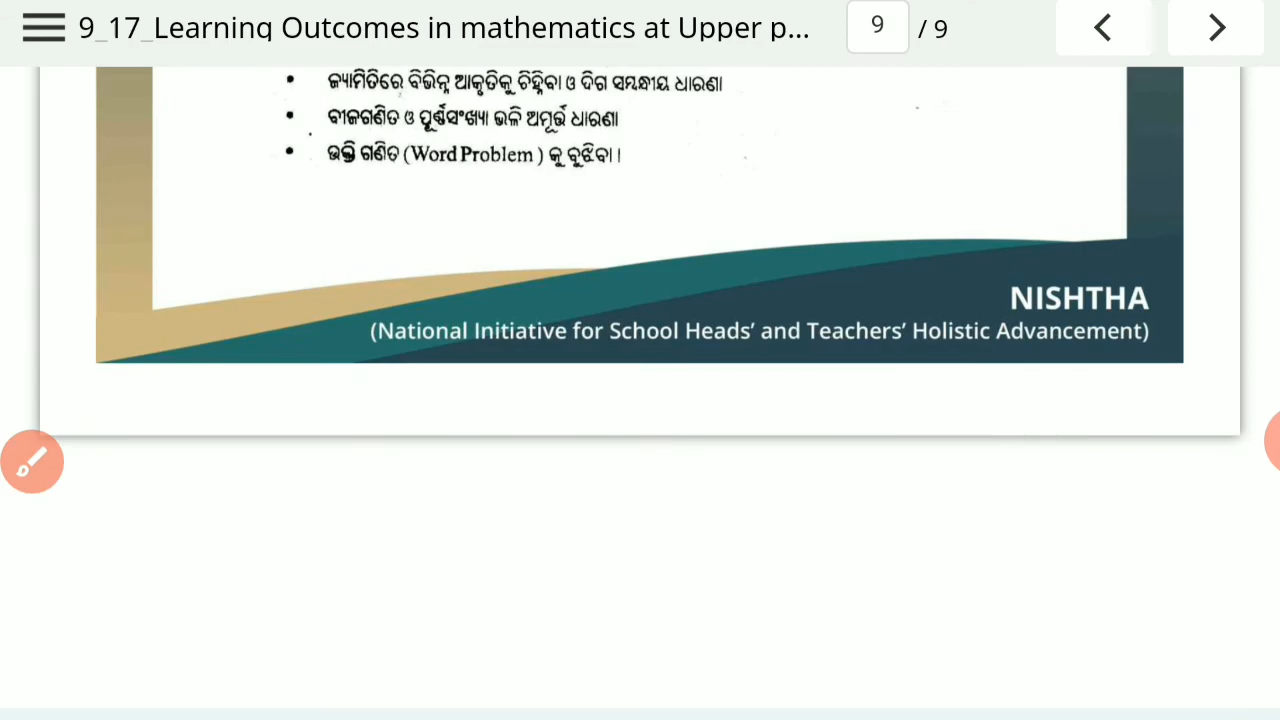 9_17_Learning Outcomes in mathematics at Upper p...
9 / 9
• ଜ୍ୟାମିତିରେ ବିଭିନ୍ନ ଆକୃତିକୁ ଚିହ୍ନିବା ଓ ଦିଗ ସମ୍ବନ୍ଧୀୟ ଧାରଣା
• ବୀଜଗଣିତ ଓ ପୂର୍ଣ୍ଣସଂଖ୍ୟା ଭଳି ଅମୂର୍ତ୍ତ ଧାରଣା
• ଉକ୍ତି ଗଣିତ (Word Problem) କୁ ବୁଝିବା।
NISHTHA
(National Initiative for School Heads’ and Teachers’ Holistic Advancement)